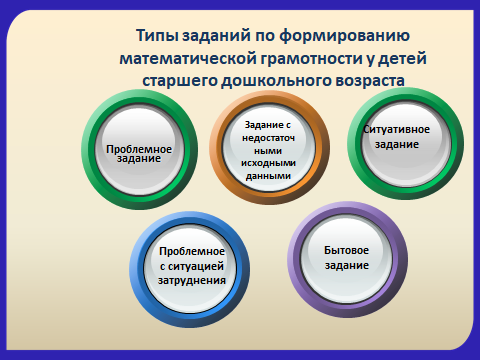 Типы заданий по формированию
математической грамотности у детей
старшего дошкольного возраста
Проблемное
задание
Задание с
недостаточ
ными
исходными
данными
Ситуативное
задание
Проблемное
с ситуацией
затруднения
Бытовое
задание